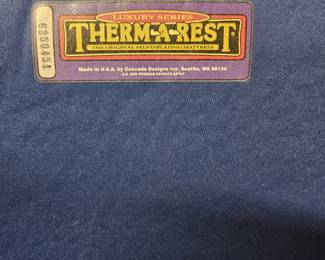 LUXURY SERIES
THERM-A-REST
THE ORIGINAL SELF-INFLATING MATTRESS
Made in U.S.A. by Cascade Designs Inc. Seattle, WA 98134
U.S. AND FOREIGN PATENTS APPLY
6250451